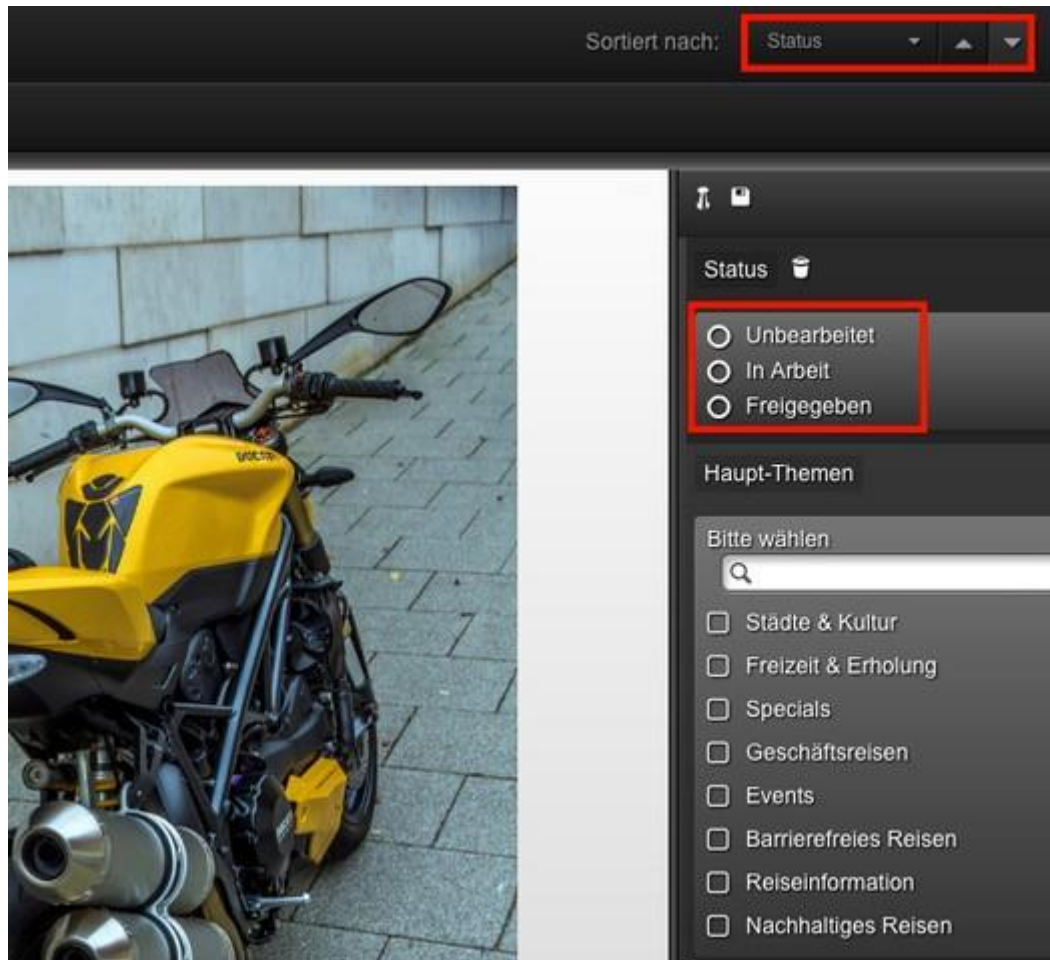 Sortiert nach: Status
Status
Unbearbeitet
In Arbeit
Freigegeben
Haupt-Themen
Bitte wählen
Städte & Kultur
Freizeit & Erholung
Specials
Geschäftsreisen
Events
Barrierefreies Reisen
Reiseinformation
Nachhaltiges Reisen
DUCATI